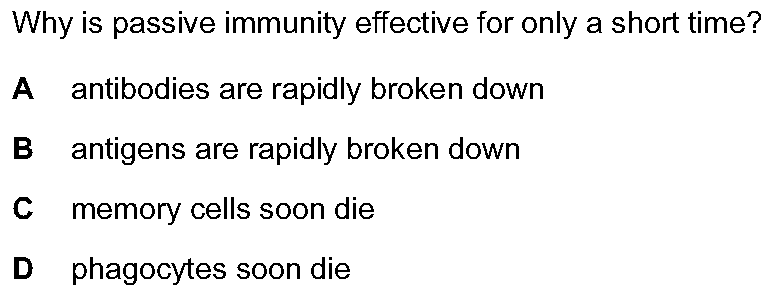 Why is passive immunity effective for only a short time?
A antibodies are rapidly broken down
B antigens are rapidly broken down
C memory cells soon die
D phagocytes soon die